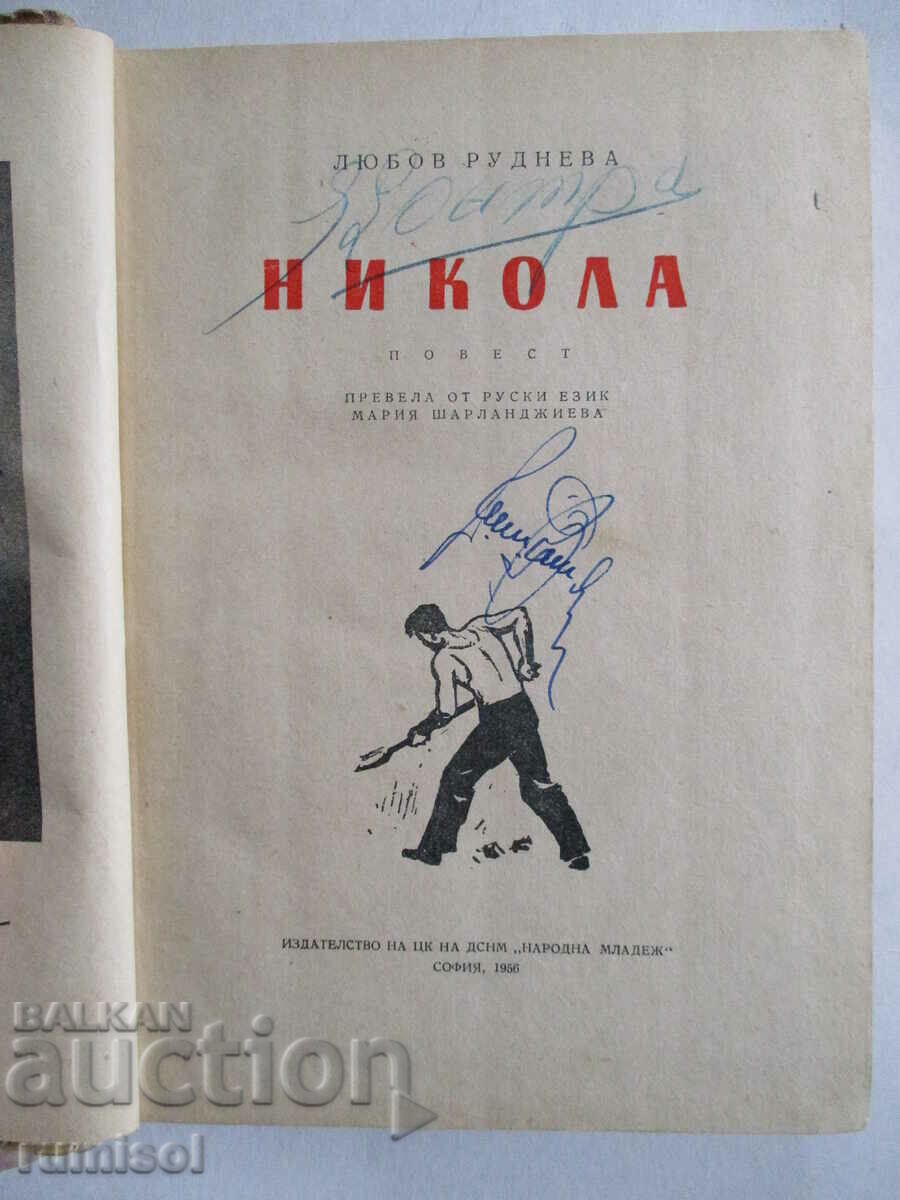 ЛЮБОВ РУДНЕВА
НИКОЛА
ПОВЕСТ
ПРЕВЕЛА ОТ РУСКИ ЕЗИК
МАРИЯ ШАРЛАНДЖИЕВА
ИЗДАТЕЛСТВО НА ЦК НА ДСНМ „НАРОДНА МЛАДЕЖ“
СОФИЯ, 1956
BALKAN
auction
rumisol